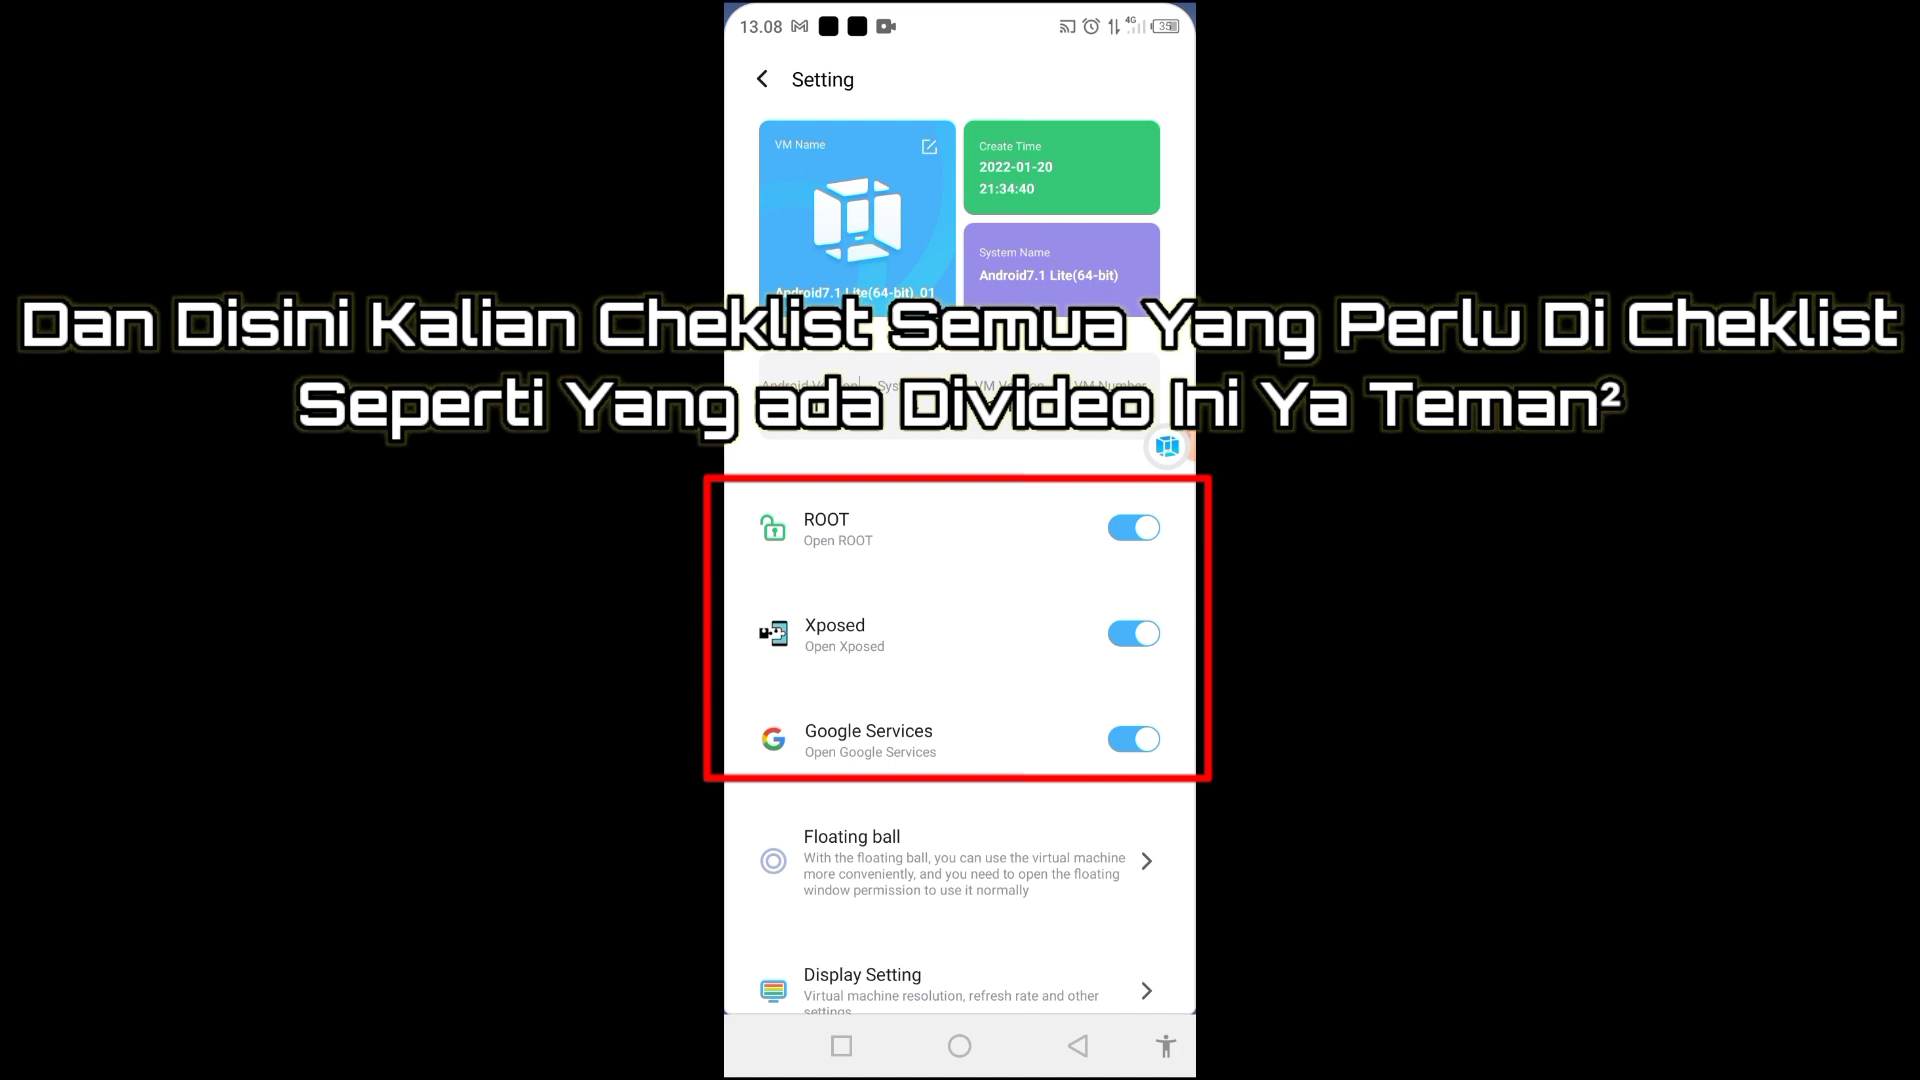 13.08
4G
35
Setting
VM Name
Create Time
2022-01-20
21:34:40
System Name
Android7.1 Lite(64-bit)
Android7.1 Lite(64-bit)_01
Dan Disini Kalian Cheklist Semua Yang Perlu Di Cheklist
Seperti Yang ada Divideo Ini Ya Teman²
ROOT
Open ROOT
Xposed
Open Xposed
Google Services
Open Google Services
Floating ball
With the floating ball, you can use the virtual machine
more conveniently, and you need to open the floating
window permission to use it normally
Display Setting
Virtual machine resolution, refresh rate and other
settings